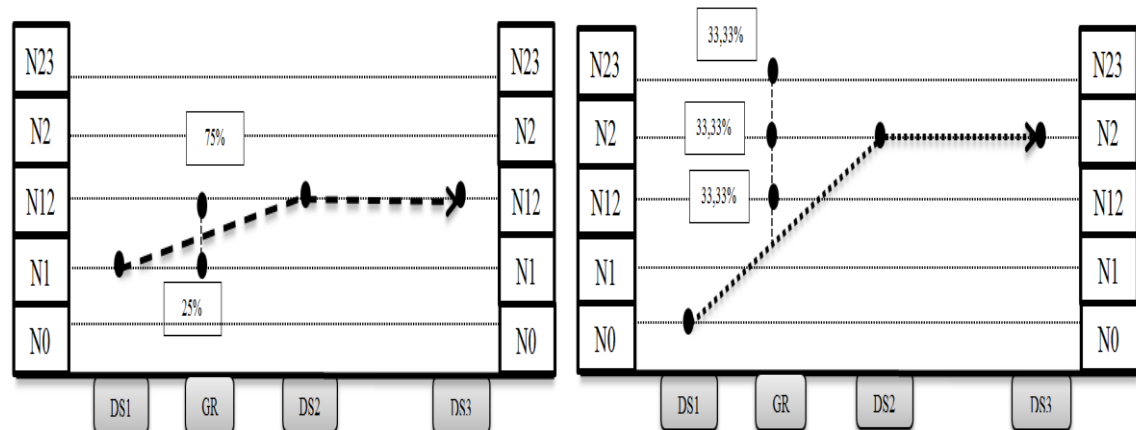 N23
N2
N12
N1
N0
75%
25%
N23
N2
N12
N1
N0
DS1 GR DS2 DS3
N23
N2
N12
N1
N0
33,33%
33,33%
33,33%
N23
N2
N12
N1
N0
DS1 GR DS2 DS3